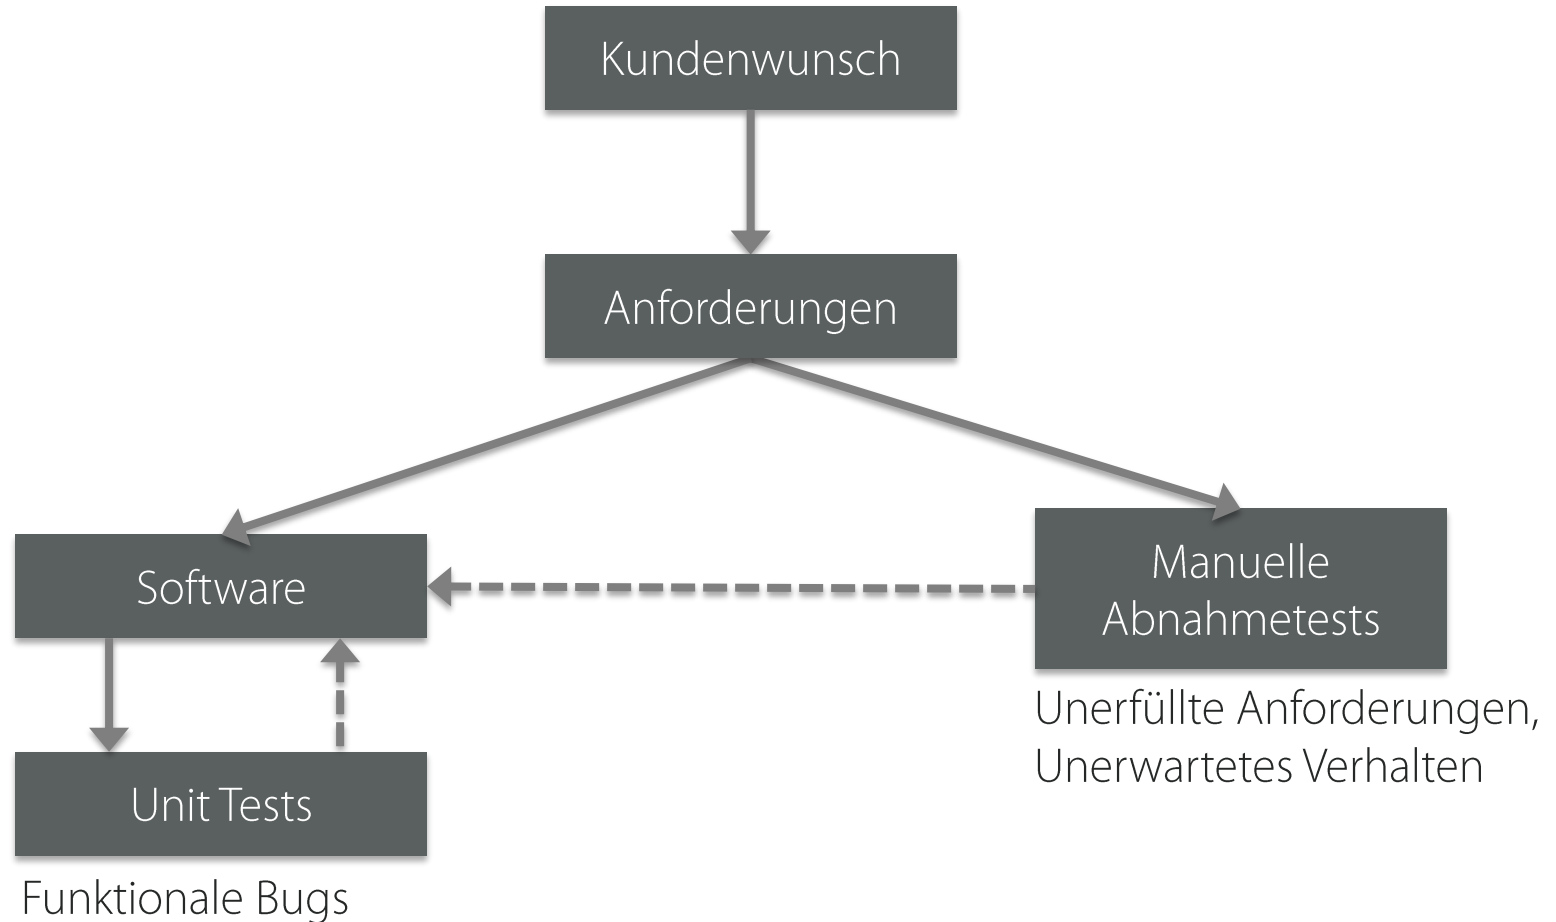 Kundenwunsch
Anforderungen
Software
Manuelle
Abnahmetests
Unerfüllte Anforderungen,
Unerwartetes Verhalten
Unit Tests
Funktionale Bugs